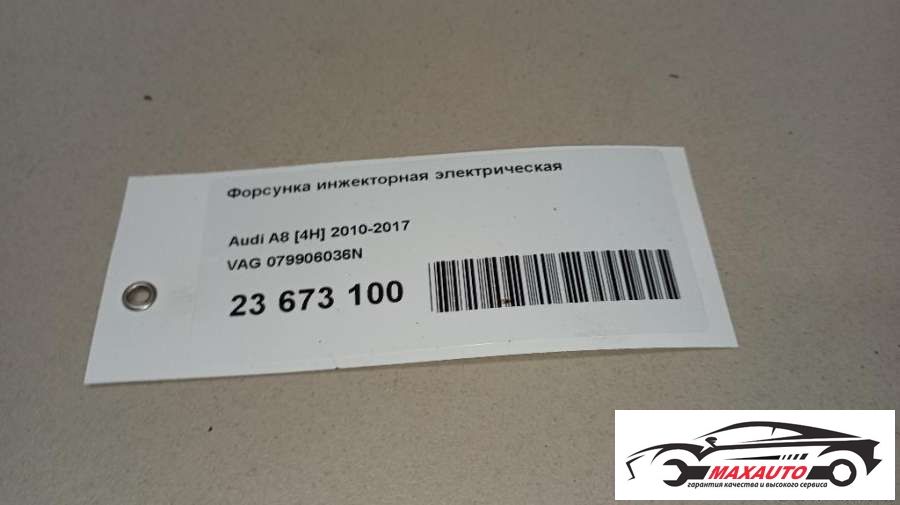 Форсунка инжекторная электрическая
Audi A8 [4H] 2010-2017
VAG 079906036N
23 673 100
MAXAUTO
гарантия качества и высокого сервиса